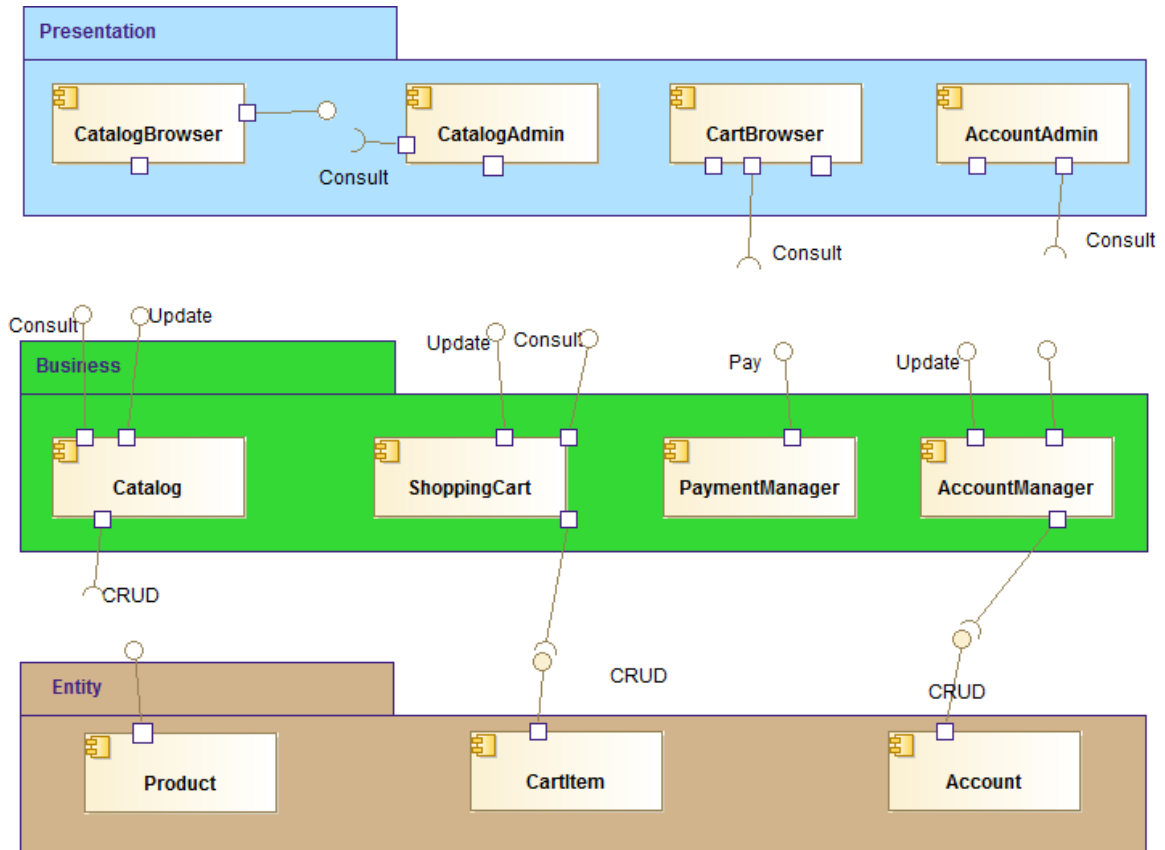 Presentation
CatalogBrowser
CatalogAdmin
CartBrowser
AccountAdmin
Consult
Consult
Consult
Consult
Update
Update
Consult
Pay
Update
Business
Catalog
ShoppingCart
PaymentManager
AccountManager
CRUD
CRUD
CRUD
Entity
Product
CartItem
Account